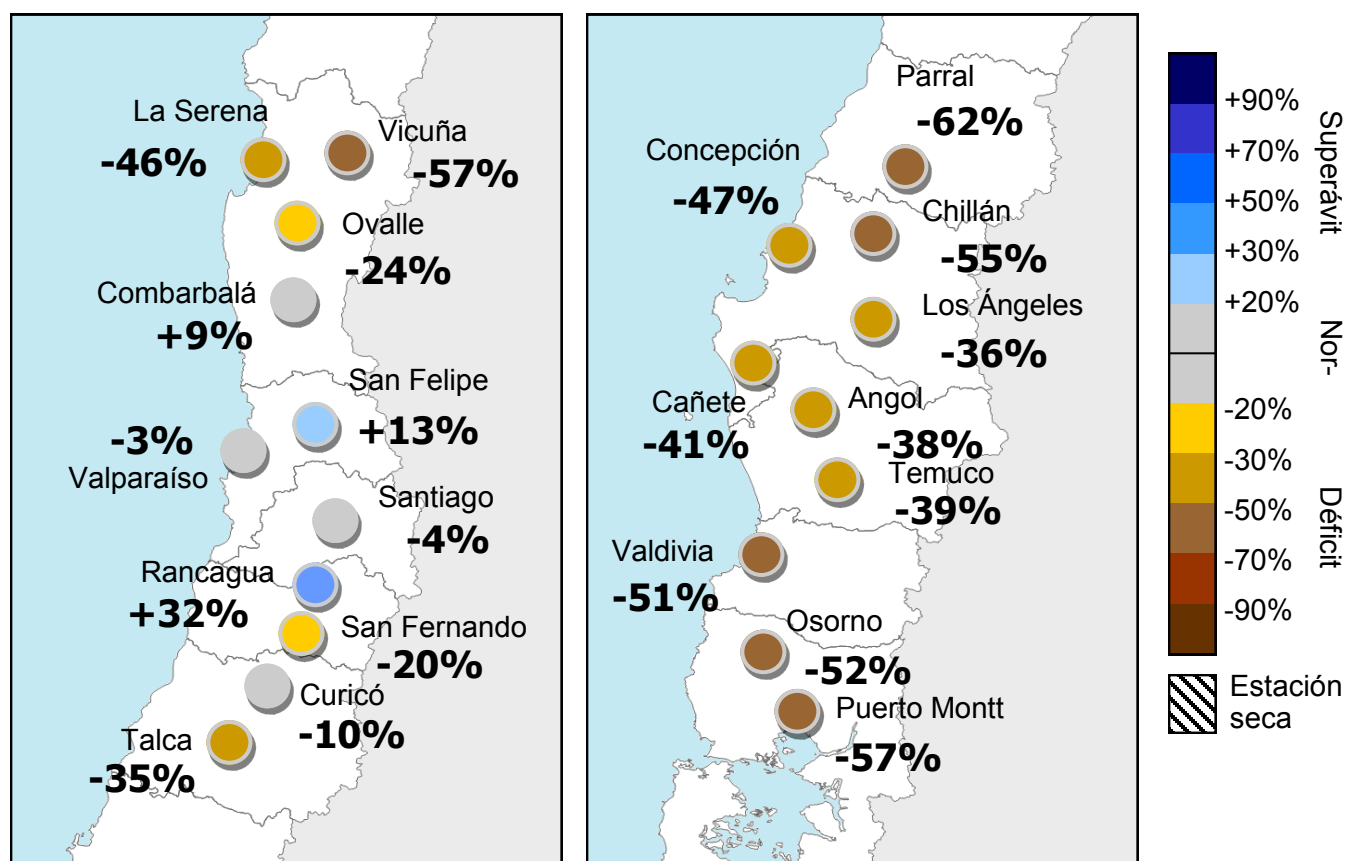 La Serena
-46%
Vicuña
-57%
Ovalle
-24%
Combarbalá
+9%
San Felipe
+13%
-3%
Valparaíso
Santiago
-4%
Rancagua
+32%
San Fernando
-20%
Curicó
-10%
Talca
-35%
Parral
-62%
Concepción
-47%
Chillán
-55%
Los Ángeles
-36%
Cañete
-41%
Angol
-38%
Temuco
-39%
Valdivia
-51%
Osorno
-52%
Puerto Montt
-57%
+90%
+70%
+50%
+30%
+20%
-20%
-30%
-50%
-70%
-90%
Superávit
Nor-
Déficit
Estación
seca